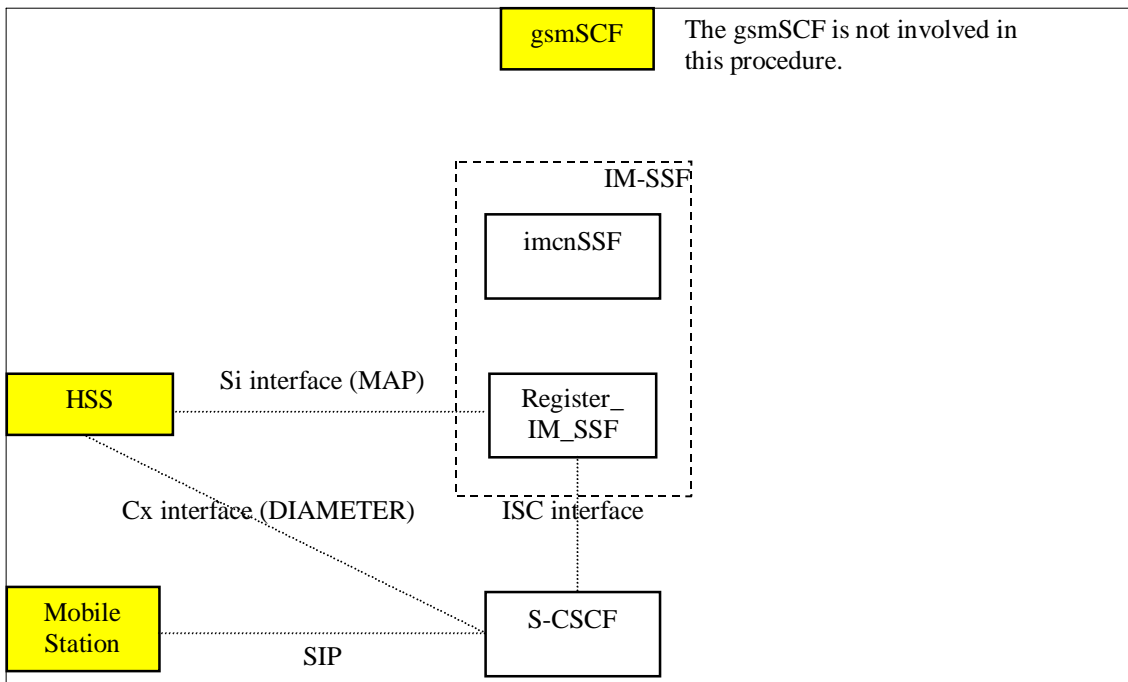 gsmSCF
The gsmSCF is not involved in
this procedure.
IM-SSF
imcnSSF
Si interface (MAP)
HSS
Register_
IM_SSF
Cx interface (DIAMETER)
ISC interface
Mobile
Station
S-CSCF
SIP